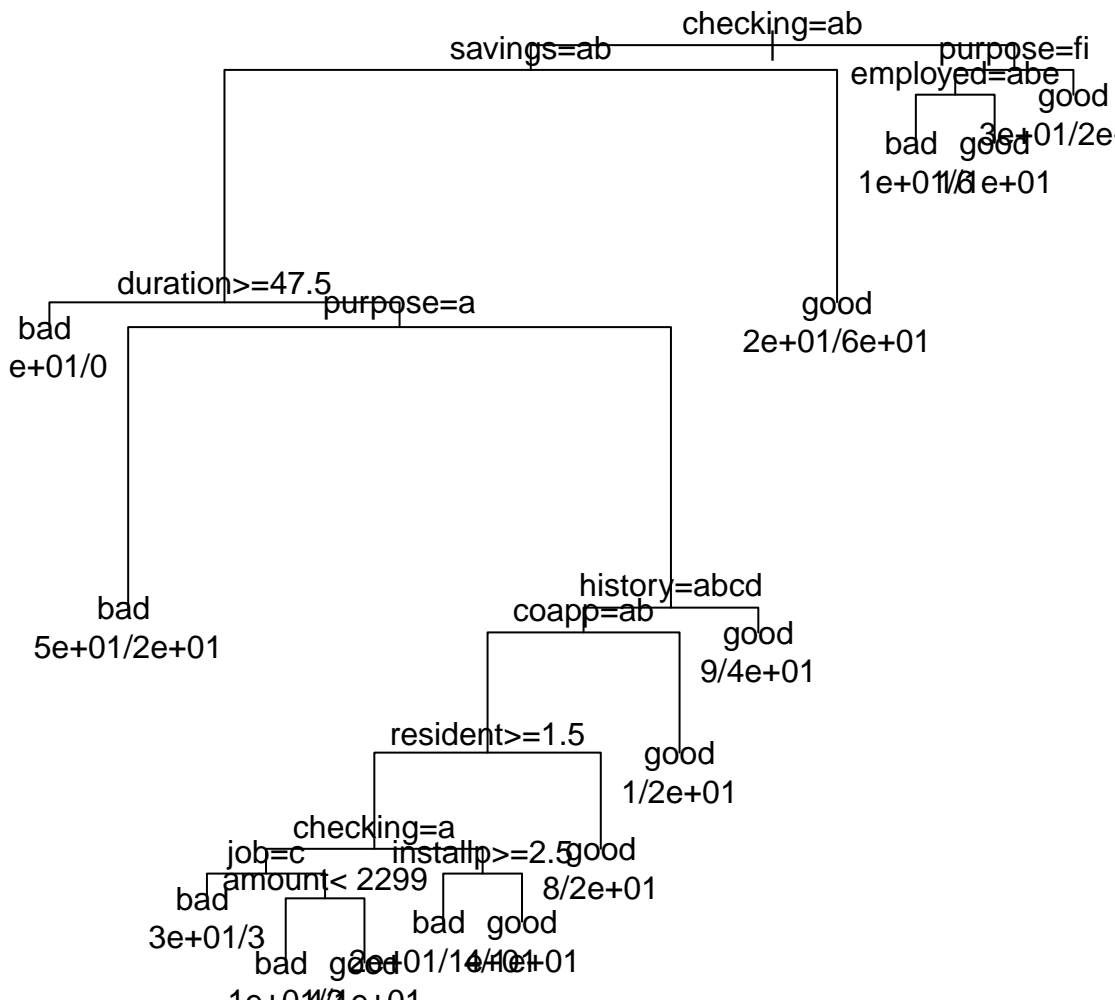 checking=ab
savings=ab
purpose=fi
employed=abe
good
bad
good
duration>=47.5
purpose=a
good
2e+01/6e+01
bad
e+01/0
history=abcd
bad
5e+01/2e+01
coapp=ab
good
9/4e+01
resident>=1.5
good
1/2e+01
checking=a
job=c
installp>=2.5
good
8/2e+01
amount< 2299
bad
3e+01/3
bad
good
bad
good